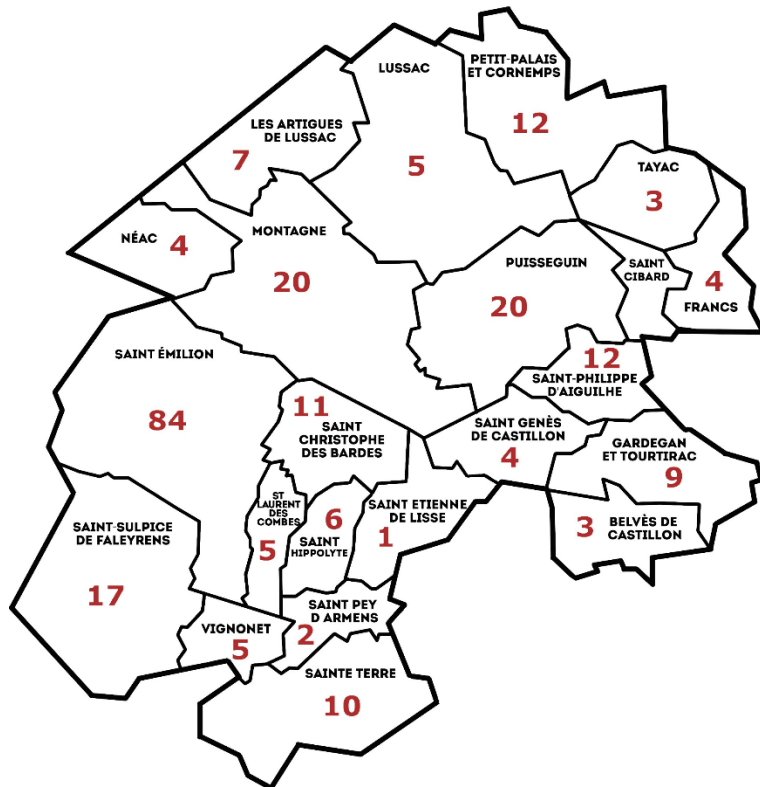 PETIT-PALAIS
ET CORNEMPS
12
LUSSAC
5
LES ARTIGUES
DE LUSSAC
7
TAYAC
3
NÉAC
4
MONTAGNE
20
PUISSEGUIN
20
SAINT
CIBARD
4
FRANCS
SAINT ÉMILION
84
12
SAINT-PHILIPPE
D'AIGUILHE
11
SAINT
CHRISTOPHE
DES BARDES
SAINT GENÈS
DE CASTILLON
4
GARDEGAN
ET TOURTIRAC
9
ST
LAURENT
DES
COMBES
5
6
SAINT
HIPPOLYTE
SAINT ETIENNE
DE LISSE
1
3
BELVÈS DE
CASTILLON
SAINT-SULPICE
DE FALEYRENS
17
VIGNONET
5
SAINT PEY
D ARMENS
2
SAINTE TERRE
10